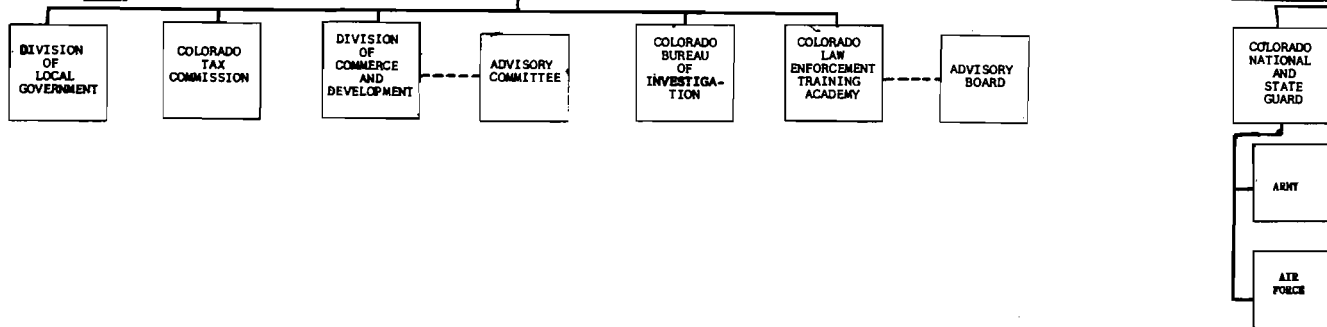 DIVISION
OF
LOCAL
GOVERNMENT
COLORADO
TAX
COMMISSION
DIVISION
OF
COMMERCE
AND
DEVELOPMENT
ADVISORY
COMMITTEE
COLORADO
BUREAU
OF
INVESTIGA-
TION
COLORADO
LAW
ENFORCEMENT
TRAINING
ACADEMY
ADVISORY
BOARD
COLORADO
NATIONAL
AND
STATE
GUARD
ARMY
AIR
FORCE